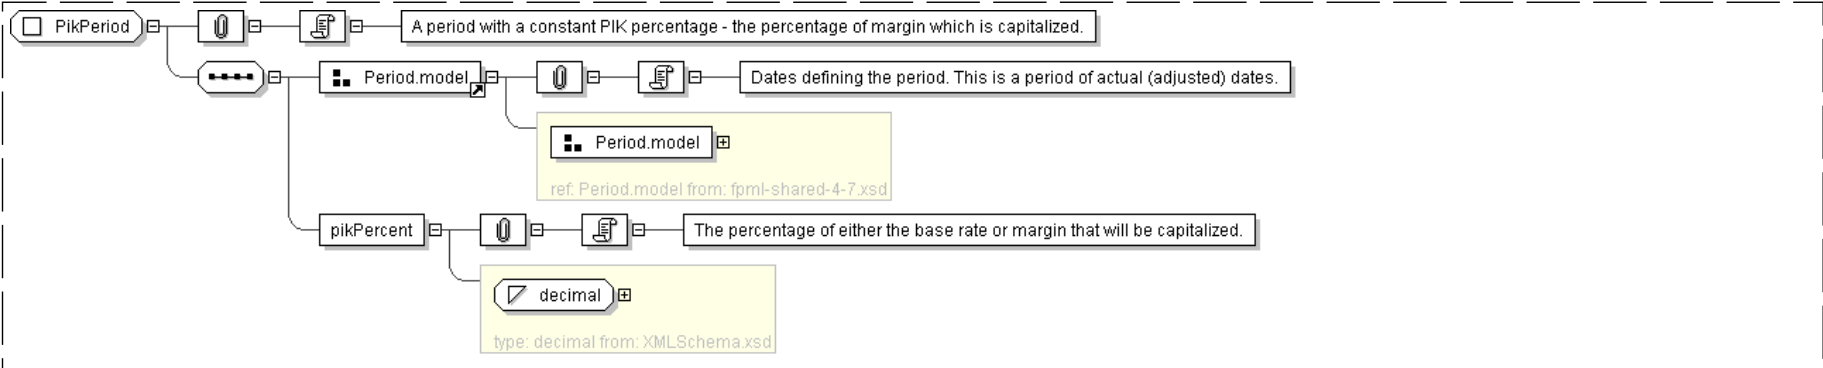 PikPeriod
A period with a constant PIK percentage - the percentage of margin which is capitalized.
Period.model
Dates defining the period. This is a period of actual (adjusted) dates.
Period.model
ref: Period.model from: fpml-shared-4-7.xsd
pikPercent
The percentage of either the base rate or margin that will be capitalized.
decimal
type: decimal from: XMLSchema.xsd